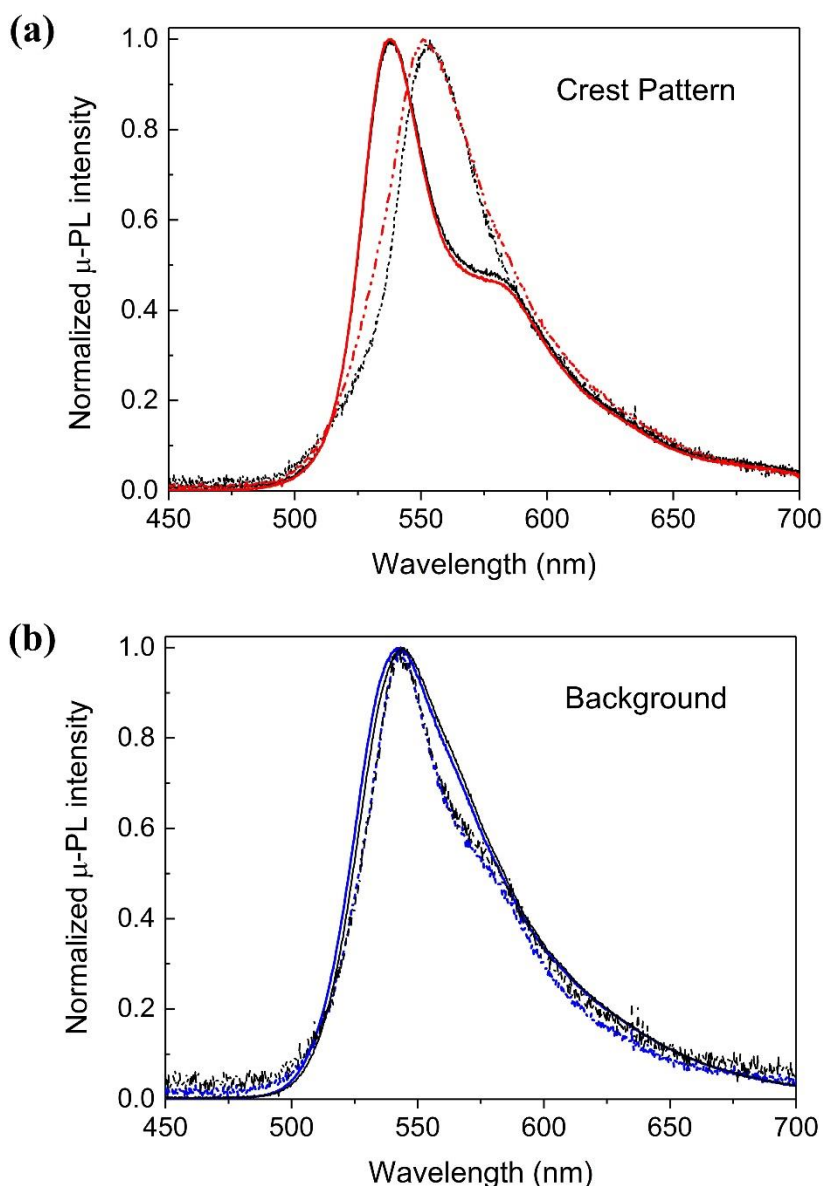 (a)
Crest Pattern
Normalized μ-PL intensity
1.0
0.8
0.6
0.4
0.2
0.0
450 500 550 600 650 700
Wavelength (nm)
(b)
Background
Normalized μ-PL intensity
1.0
0.8
0.6
0.4
0.2
0.0
450 500 550 600 650 700
Wavelength (nm)